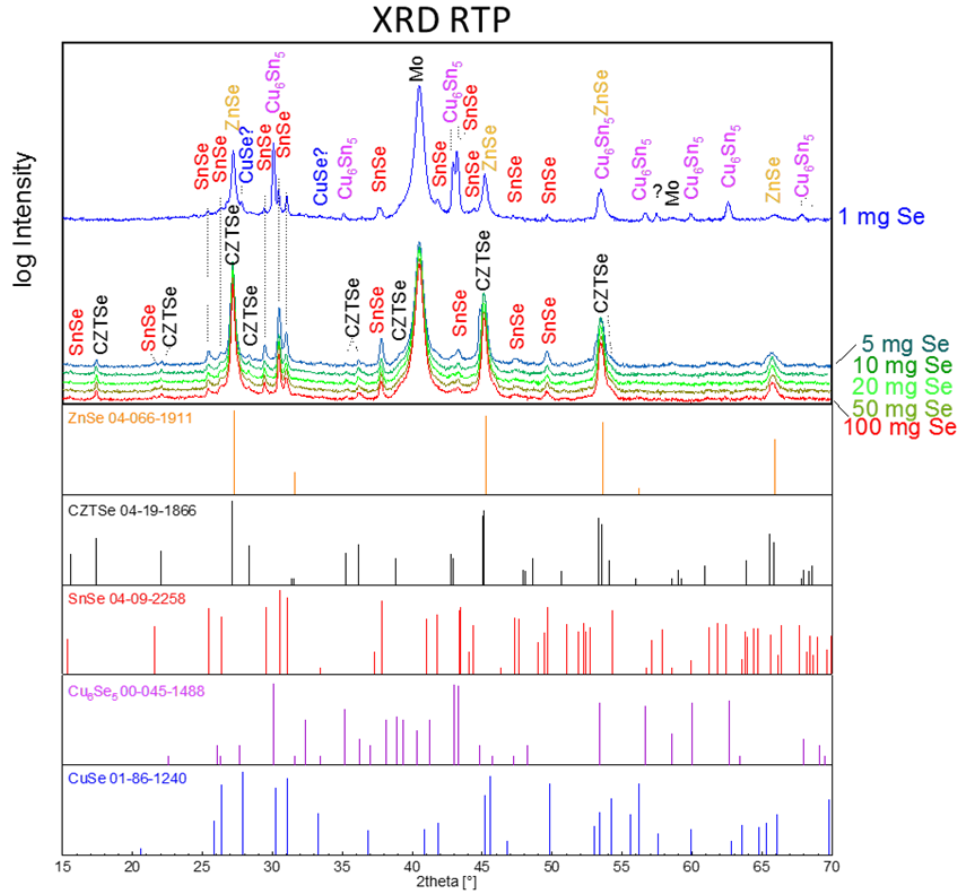 XRD RTP
log Intensity
SnSe
SnSe
ZnSe
CuSe?
SnSe
Cu₆Sn₅
SnSe
CuSe?
Cu₆Sn₅
SnSe
Mo
SnSe
Cu₆Sn₅
SnSe
SnSe
ZnSe
SnSe
SnSe
Cu₆Sn₅
ZnSe
Cu₆Sn₅
?
Mo
Cu₆Sn₅
Cu₆Sn₅
ZnSe
Cu₆Sn₅
1 mg Se
SnSe
CZTSe
SnSe
CZTSe
CZTSe
CZTSe
CZTSe
SnSe
CZTSe
SnSe
CZTSe
SnSe
SnSe
CZTSe
5 mg Se
10 mg Se
20 mg Se
50 mg Se
100 mg Se
ZnSe 04-066-1911
CZTSe 04-19-1866
SnSe 04-09-2258
Cu₆Se₅ 00-045-1488
CuSe 01-86-1240
15 20 25 30 35 40 45 50 55 60 65 70
2theta [°]